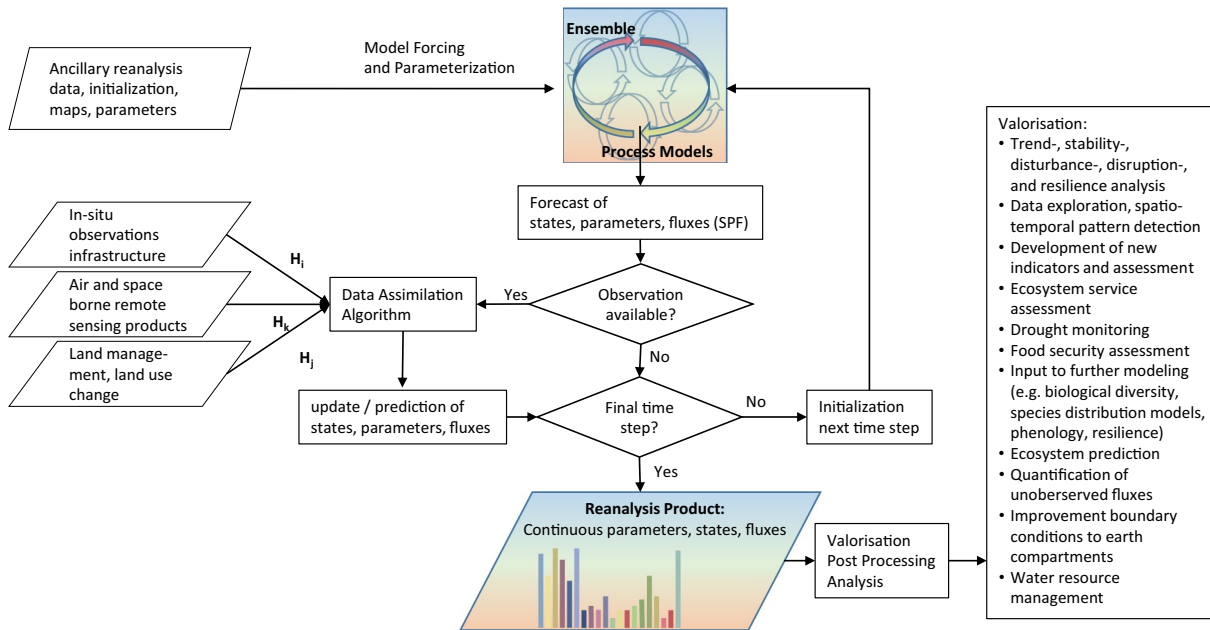 Ancillary reanalysis
data, initialization,
maps, parameters
Model Forcing
and Parameterization
Ensemble
Process Models
Forecast of
states, parameters, fluxes (SPF)
In-situ
observations
infrastructure
Air and space
borne remote
sensing products
Land manage-
ment, land use
change
Hi
Hk
Hj
Data Assimilation
Algorithm
Yes
Observation
available?
No
update / prediction of
states, parameters, fluxes
Final time
step?
No
Initialization
next time step
Yes
Reanalysis Product:
Continuous parameters, states, fluxes
Valorisation
Post Processing
Analysis
Valorisation:
• Trend-, stability-,
disturbance-, disruption-,
and resilience analysis
• Data exploration, spatio-
temporal pattern detection
• Development of new
indicators and assessment
• Ecosystem service
assessment
• Drought monitoring
• Food security assessment
• Input to further modeling
(e.g. biological diversity,
species distribution models,
phenology, resilience)
• Ecosystem prediction
• Quantification of
unoberserved fluxes
• Improvement boundary
conditions to earth
compartments
• Water resource
management